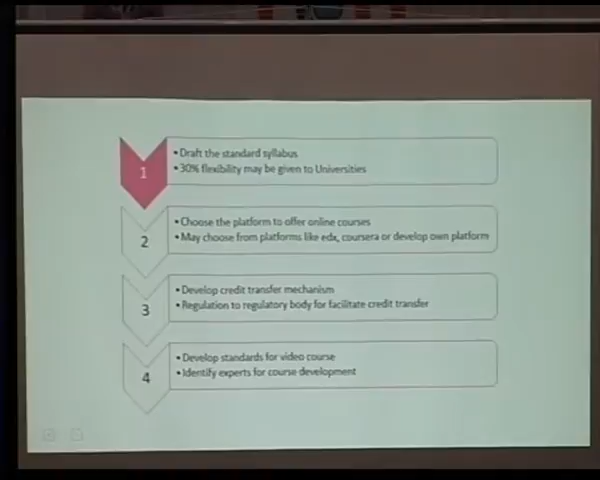 1
• Draft the standard syllabus
• 30% flexibility may be given to Universities
2
• Choose the platform to offer online courses
• May choose from platforms like edx, coursera or develop own platform
3
• Develop credit transfer mechanism
• Regulation to regulatory body for facilitate credit transfer
4
• Develop standards for video course
• Identify experts for course development